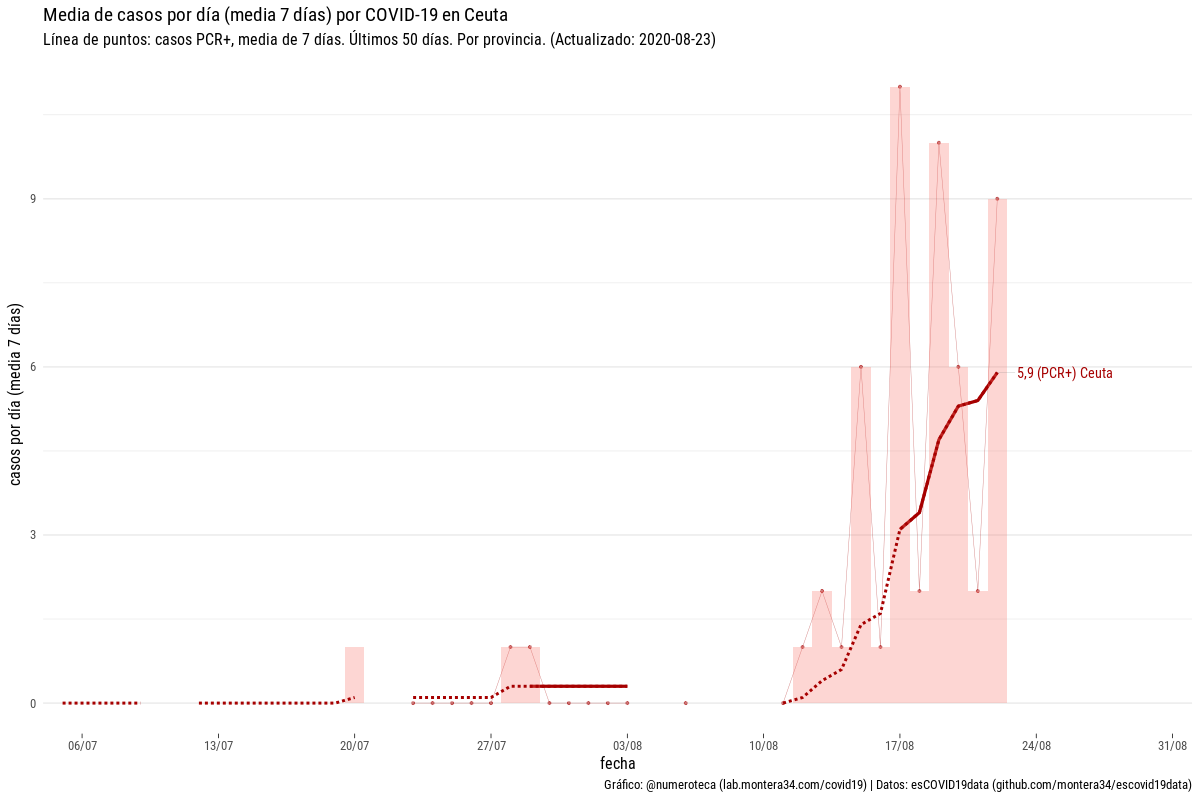 Media de casos por día (media 7 días) por COVID-19 en Ceuta
Línea de puntos: casos PCR+, media de 7 días. Últimos 50 días. Por provincia. (Actualizado: 2020-08-23)
casos por día (media 7 días)
9
6
3
0
5,9 (PCR+) Ceuta
06/07
13/07
20/07
27/07
03/08
10/08
17/08
24/08
31/08
fecha
Gráfico: @numeroteca (lab.montera34.com/covid19) | Datos: esCOVID19data (github.com/montera34/escovid19data)